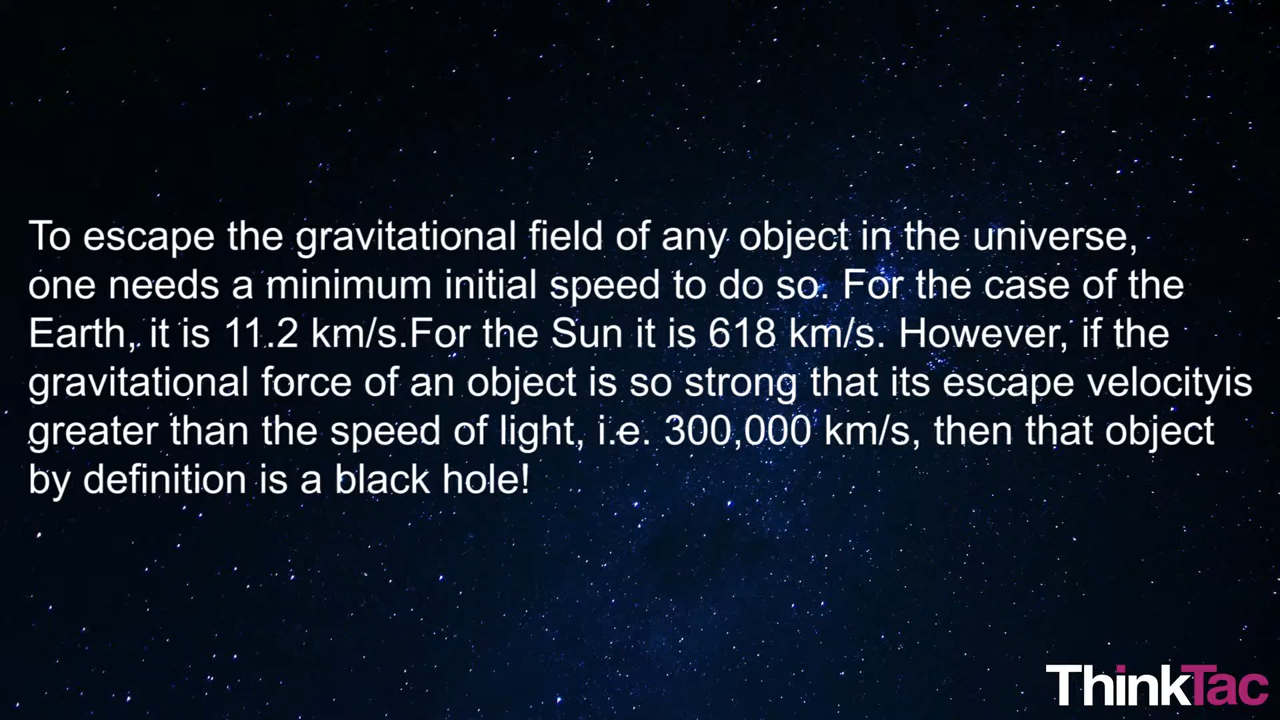 To escape the gravitational field of any object in the universe,
one needs a minimum initial speed to do so. For the case of the
Earth, it is 11.2 km/s.For the Sun it is 618 km/s. However, if the
gravitational force of an object is so strong that its escape velocityis
greater than the speed of light, i.e. 300,000 km/s, then that object
by definition is a black hole!
ThinkTac